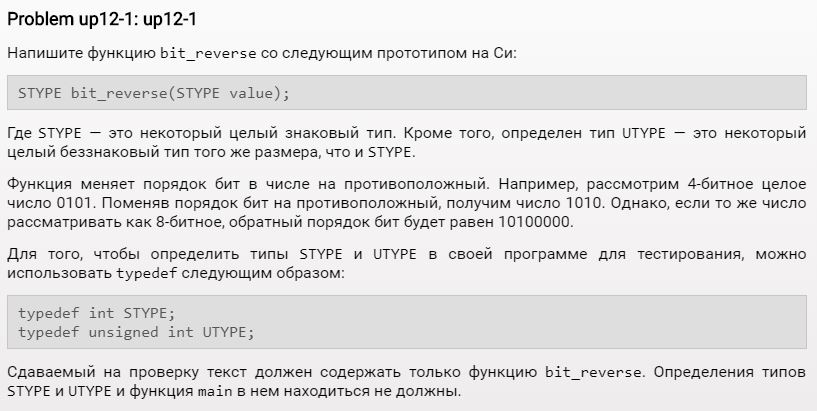 Problem up12-1: up12-1
Напишите функцию bit_reverse со следующим прототипом на Си:
STYPE bit_reverse(STYPE value);
Где STYPE — это некоторый целый знаковый тип. Кроме того, определен тип UTYPE — это некоторый
целый беззнаковый тип того же размера, что и STYPE.
Функция меняет порядок бит в числе на противоположный. Например, рассмотрим 4-битное целое
число 0101. Поменяв порядок бит на противоположный, получим число 1010. Однако, если то же число
рассматривать как 8-битное, обратный порядок бит будет равен 10100000.
Для того, чтобы определить типы STYPE и UTYPE в своей программе для тестирования, можно
использовать typedef следующим образом:
typedef int STYPE;
typedef unsigned int UTYPE;
Сдаваемый на проверку текст должен содержать только функцию bit_reverse. Определения типов
STYPE и UTYPE и функция main в нем находиться не должны.